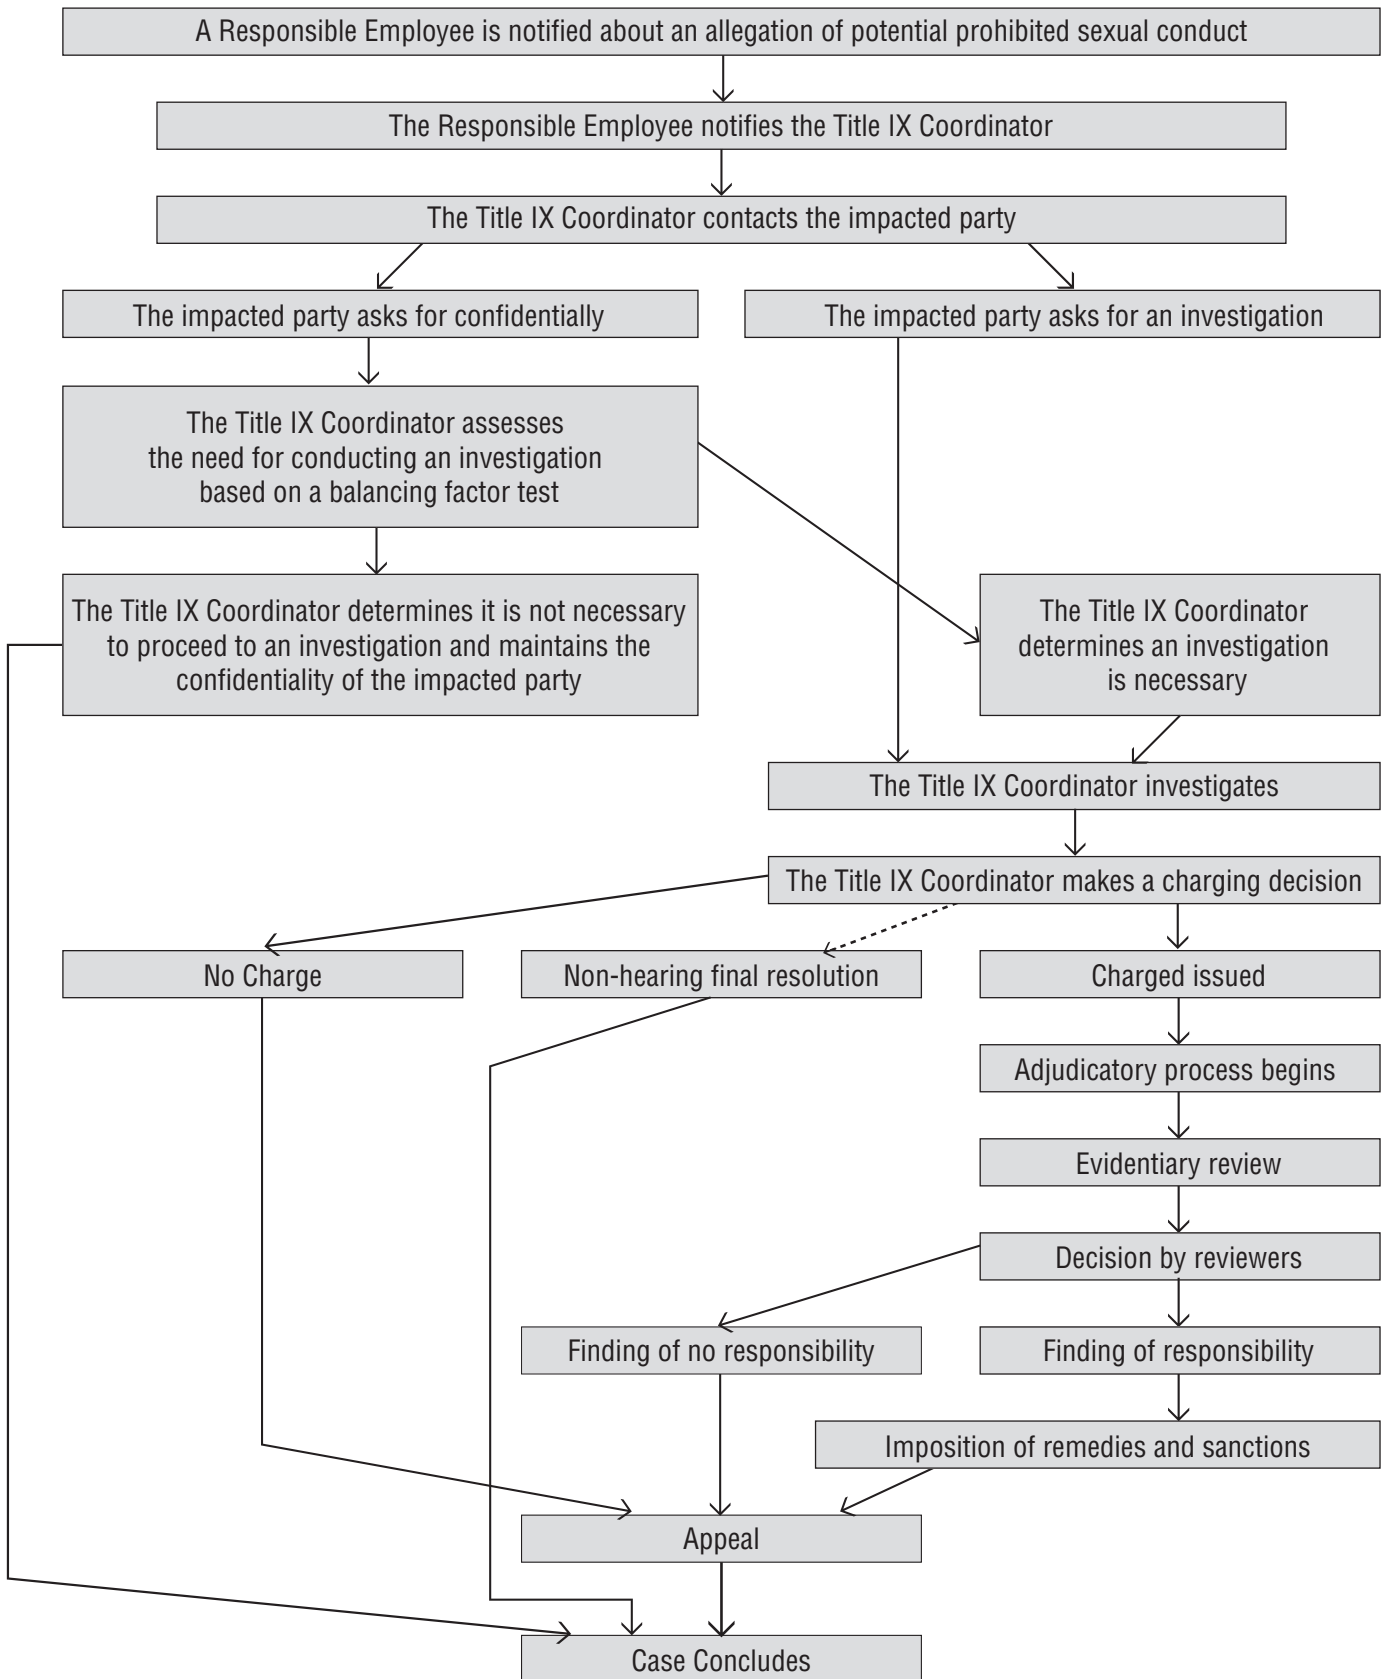 A Responsible Employee is notified about an allegation of potential prohibited sexual conduct
The Responsible Employee notifies the Title IX Coordinator
The Title IX Coordinator contacts the impacted party
The impacted party asks for confidentially
The impacted party asks for an investigation
The Title IX Coordinator assesses
the need for conducting an investigation
based on a balancing factor test
The Title IX Coordinator determines it is not necessary
to proceed to an investigation and maintains the
confidentiality of the impacted party
The Title IX Coordinator
determines an investigation
is necessary
The Title IX Coordinator investigates
The Title IX Coordinator makes a charging decision
No Charge
Non-hearing final resolution
Charged issued
Adjudicatory process begins
Evidentiary review
Decision by reviewers
Finding of no responsibility
Finding of responsibility
Imposition of remedies and sanctions
Appeal
Case Concludes